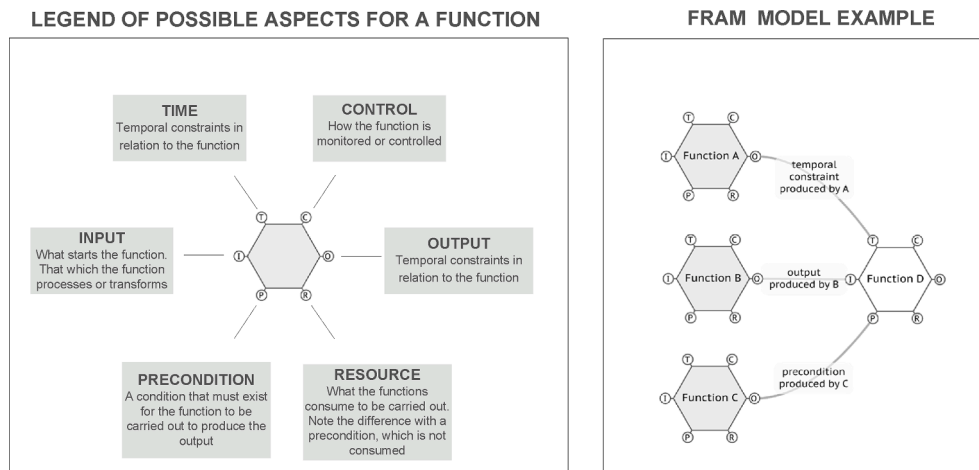 LEGEND OF POSSIBLE ASPECTS FOR A FUNCTION
TIME
Temporal constraints in
relation to the function
CONTROL
How the function is
monitored or controlled
INPUT
What starts the function.
That which the function
processes or transforms
T
C
I
O
P
R
OUTPUT
Temporal constraints in
relation to the function
PRECONDITION
A condition that must exist
for the function to be
carried out to produce the
output
RESOURCE
What the functions
consume to be carried out.
Note the difference with a
precondition, which is not
consumed
FRAM MODEL EXAMPLE
T
C
I
Function A
O
P
R
temporal
constraint
produced by A
T
C
I
Function B
O
P
R
output
produced by B
T
C
I
Function D
O
P
R
T
C
I
Function C
O
P
R
precondition
produced by C